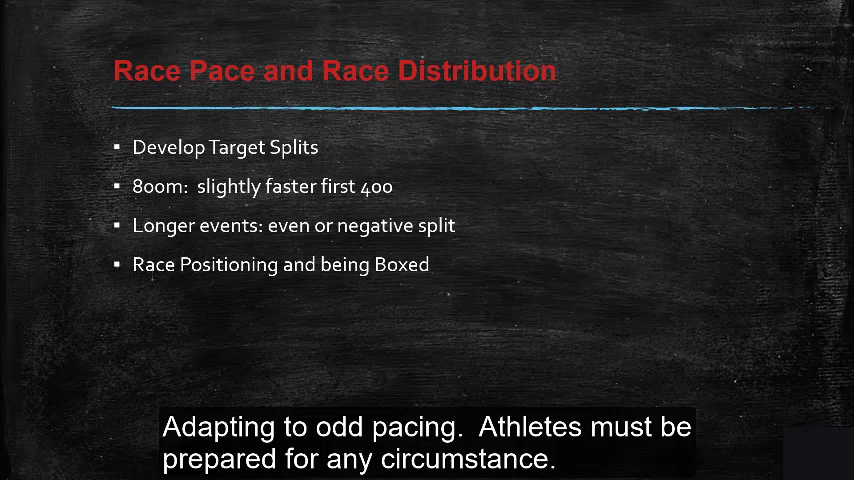 Race Pace and Race Distribution
▪ Develop Target Splits
▪ 800m:  slightly faster first 400
▪ Longer events: even or negative split
▪ Race Positioning and being Boxed
Adapting to odd pacing.  Athletes must be
prepared for any circumstance.